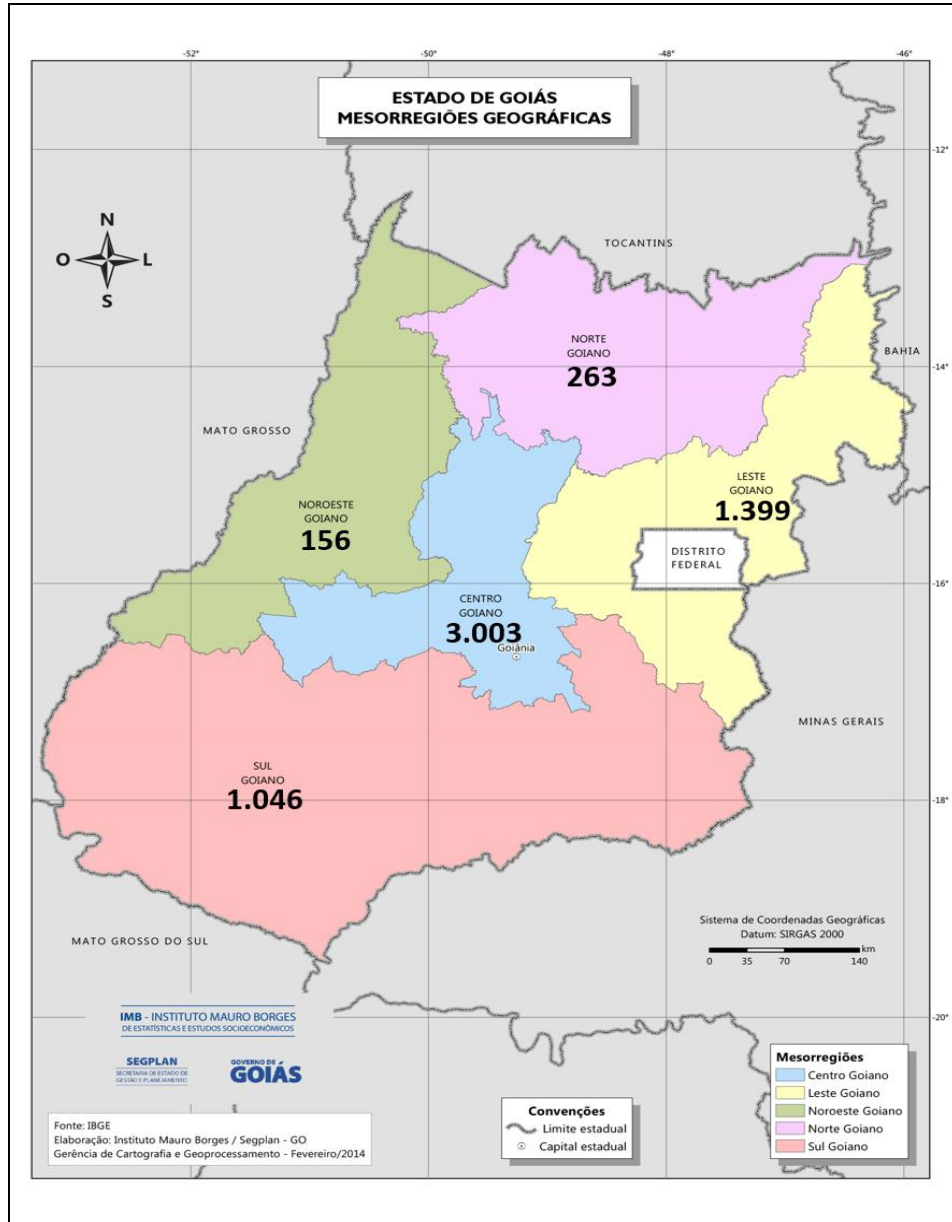 -52°
-50°
-48°
-46°
ESTADO DE GOIÁS
MESORREGIÕES GEOGRÁFICAS
-12°
N
O
L
S
TOCANTINS
NORTE
GOIANO
263
BAHIA
-14°
MATO GROSSO
LESTE
GOIANO
1.399
NOROESTE
GOIANO
156
DISTRITO
FEDERAL
-16°
CENTRO
GOIANO
3.003
Goiânia
MINAS GERAIS
SUL
GOIANO
1.046
-18°
Sistema de Coordenadas Geográficas
Datum: SIRGAS 2000
km
0 35 70 140
MATO GROSSO DO SUL
-20°
IMB - INSTITUTO MAURO BORGES
DE ESTATÍSTICAS E ESTUDOS SOCIOECONÔMICOS
SEGPLAN
SECRETARIA DE ESTADO DE
GESTÃO E PLANEJAMENTO
GOVERNO DE
GOIÁS
Fonte: IBGE
Elaboração: Instituto Mauro Borges / Segplan - GO
Gerência de Cartografia e Geoprocessamento - Fevereiro/2014
Convenções
Limite estadual
Capital estadual
Mesorregiões
Centro Goiano
Leste Goiano
Noroeste Goiano
Norte Goiano
Sul Goiano